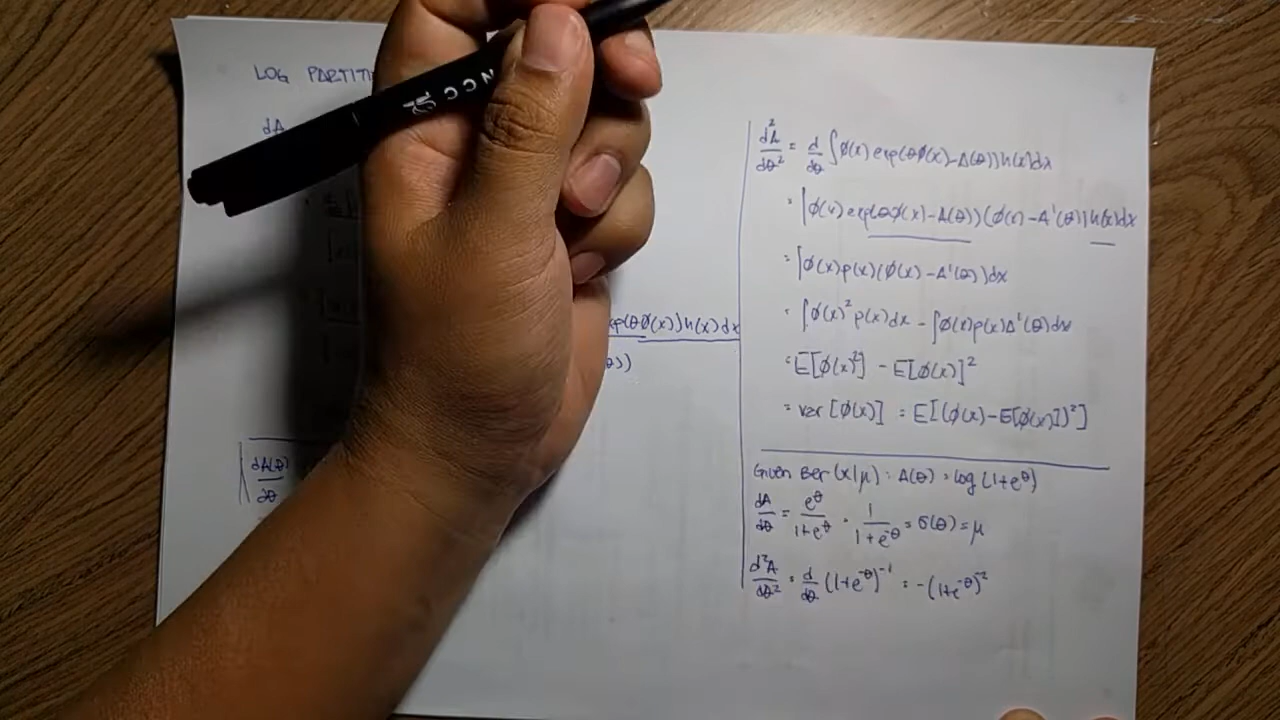 LOG PARTITI
dA
exp(θφ(x))h(x)dx
θ))
dA(θ)
dθ
d²A/dθ² = d/dθ ∫φ(x) exp(θφ(x)-A(θ))h(x)dx
= ∫φ(x) exp(θφ(x)-A(θ))(φ(x)-A'(θ))h(x)dx
= ∫φ(x)p(x)(φ(x)-A'(θ))dx
= ∫φ(x)²p(x)dx - ∫φ(x)p(x)A'(θ)dx
= E[φ(x)²] - E[φ(x)]²
= var[φ(x)] = E[(φ(x)-E[φ(x)])²]
Given Ber(x|μ): A(θ) = log(1+e^θ)
dA/dθ = e^θ/(1+e^θ) = 1/(1+e^-θ) = σ(θ) = μ
d²A/dθ² = d/dθ (1+e^-θ)^-1 = -(1+e^-θ)^-2